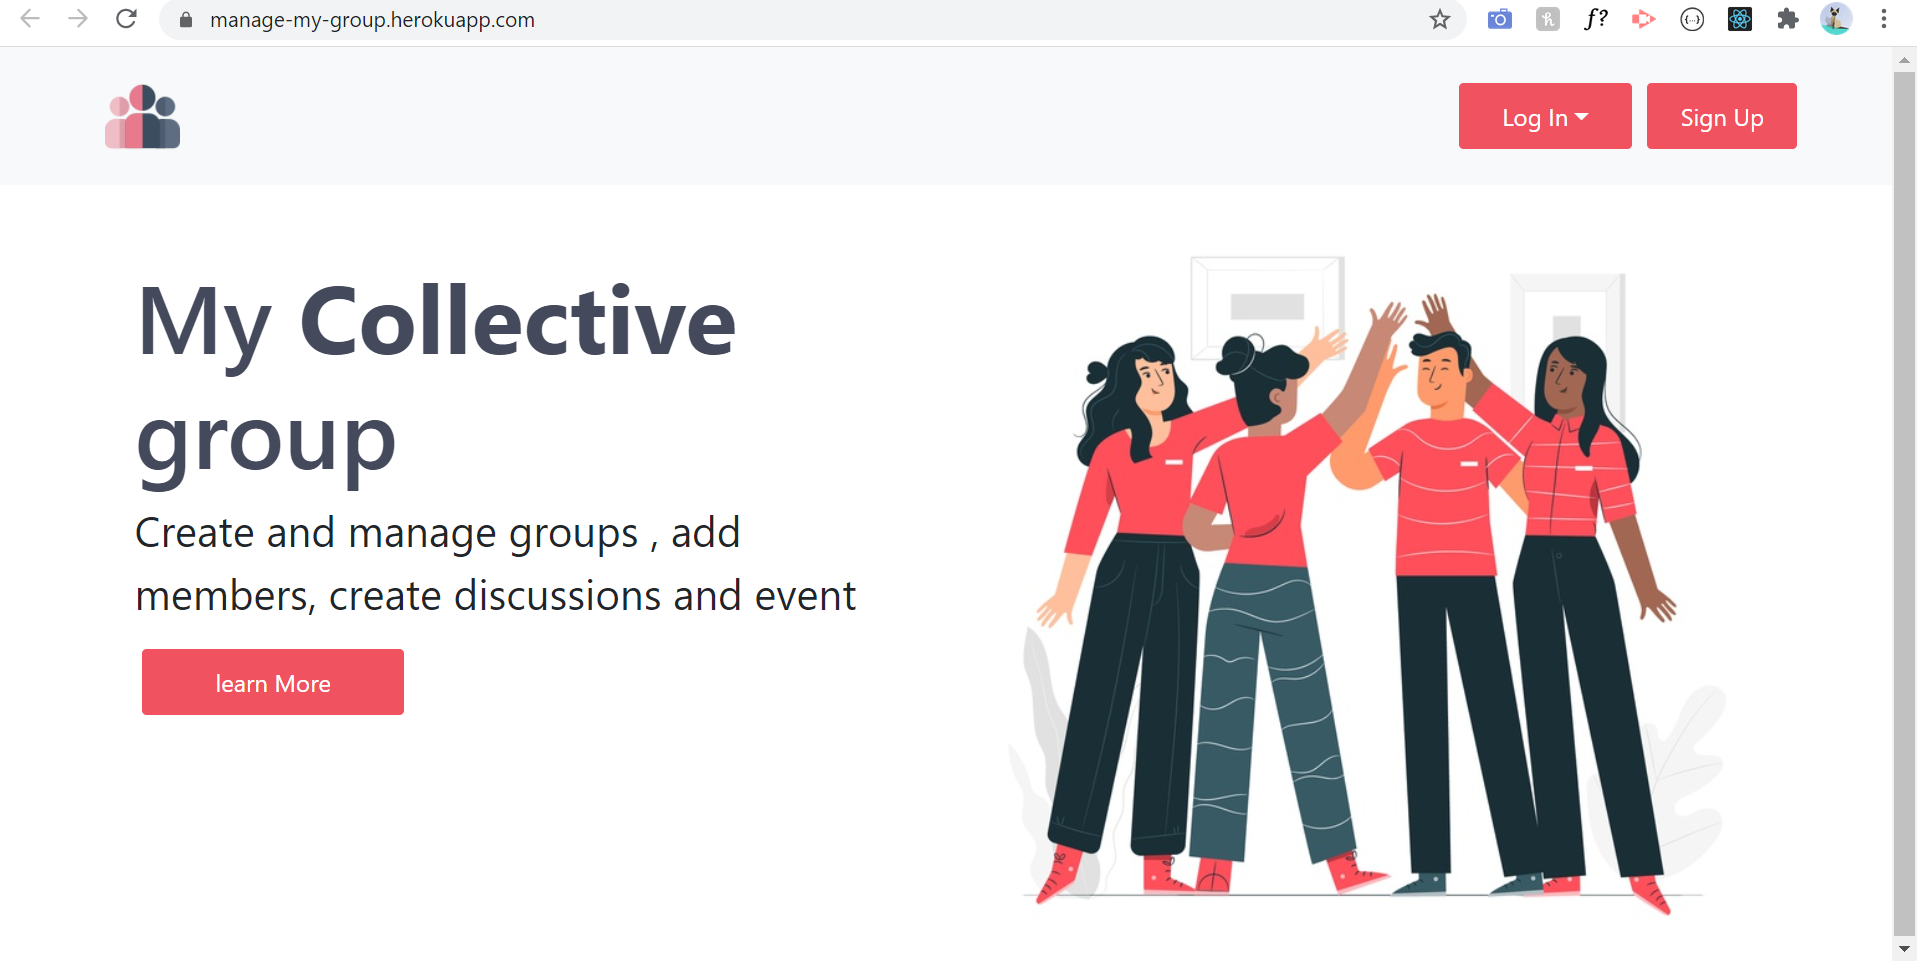 manage-my-group.herokuapp.com
f?
Log In
Sign Up
My Collective
group
Create and manage groups , add
members, create discussions and event
learn More